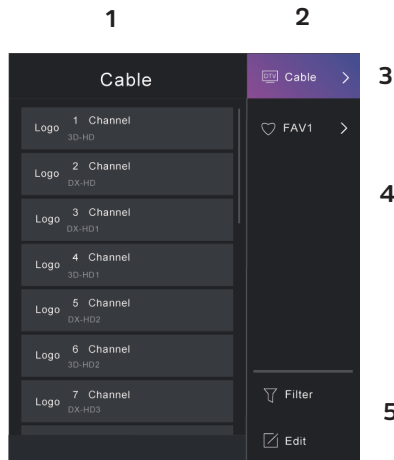 1
2
Cable
DTV Cable
3
FAV1
4
Logo 1 Channel
3D-HD
Logo 2 Channel
DX-HD
Logo 3 Channel
DX-HD1
Logo 4 Channel
3D-HD1
Logo 5 Channel
DX-HD2
Logo 6 Channel
3D-HD2
Logo 7 Channel
DX-HD3
Filter
5
Edit